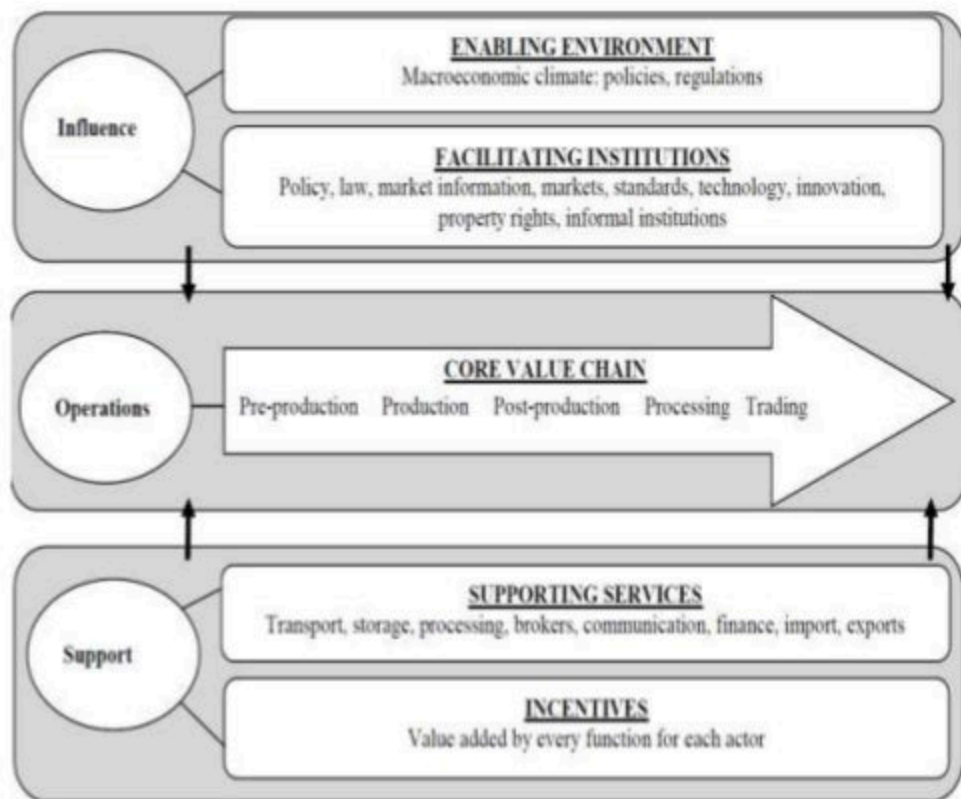 ENABLING ENVIRONMENT
Macroeconomic climate: policies, regulations
Influence
FACILITATING INSTITUTIONS
Policy, law, market information, markets, standards, technology, innovation,
property rights, informal institutions
CORE VALUE CHAIN
Operations
Pre-production Production Post-production Processing Trading
SUPPORTING SERVICES
Transport, storage, processing, brokers, communication, finance, import, exports
Support
INCENTIVES
Value added by every function for each actor